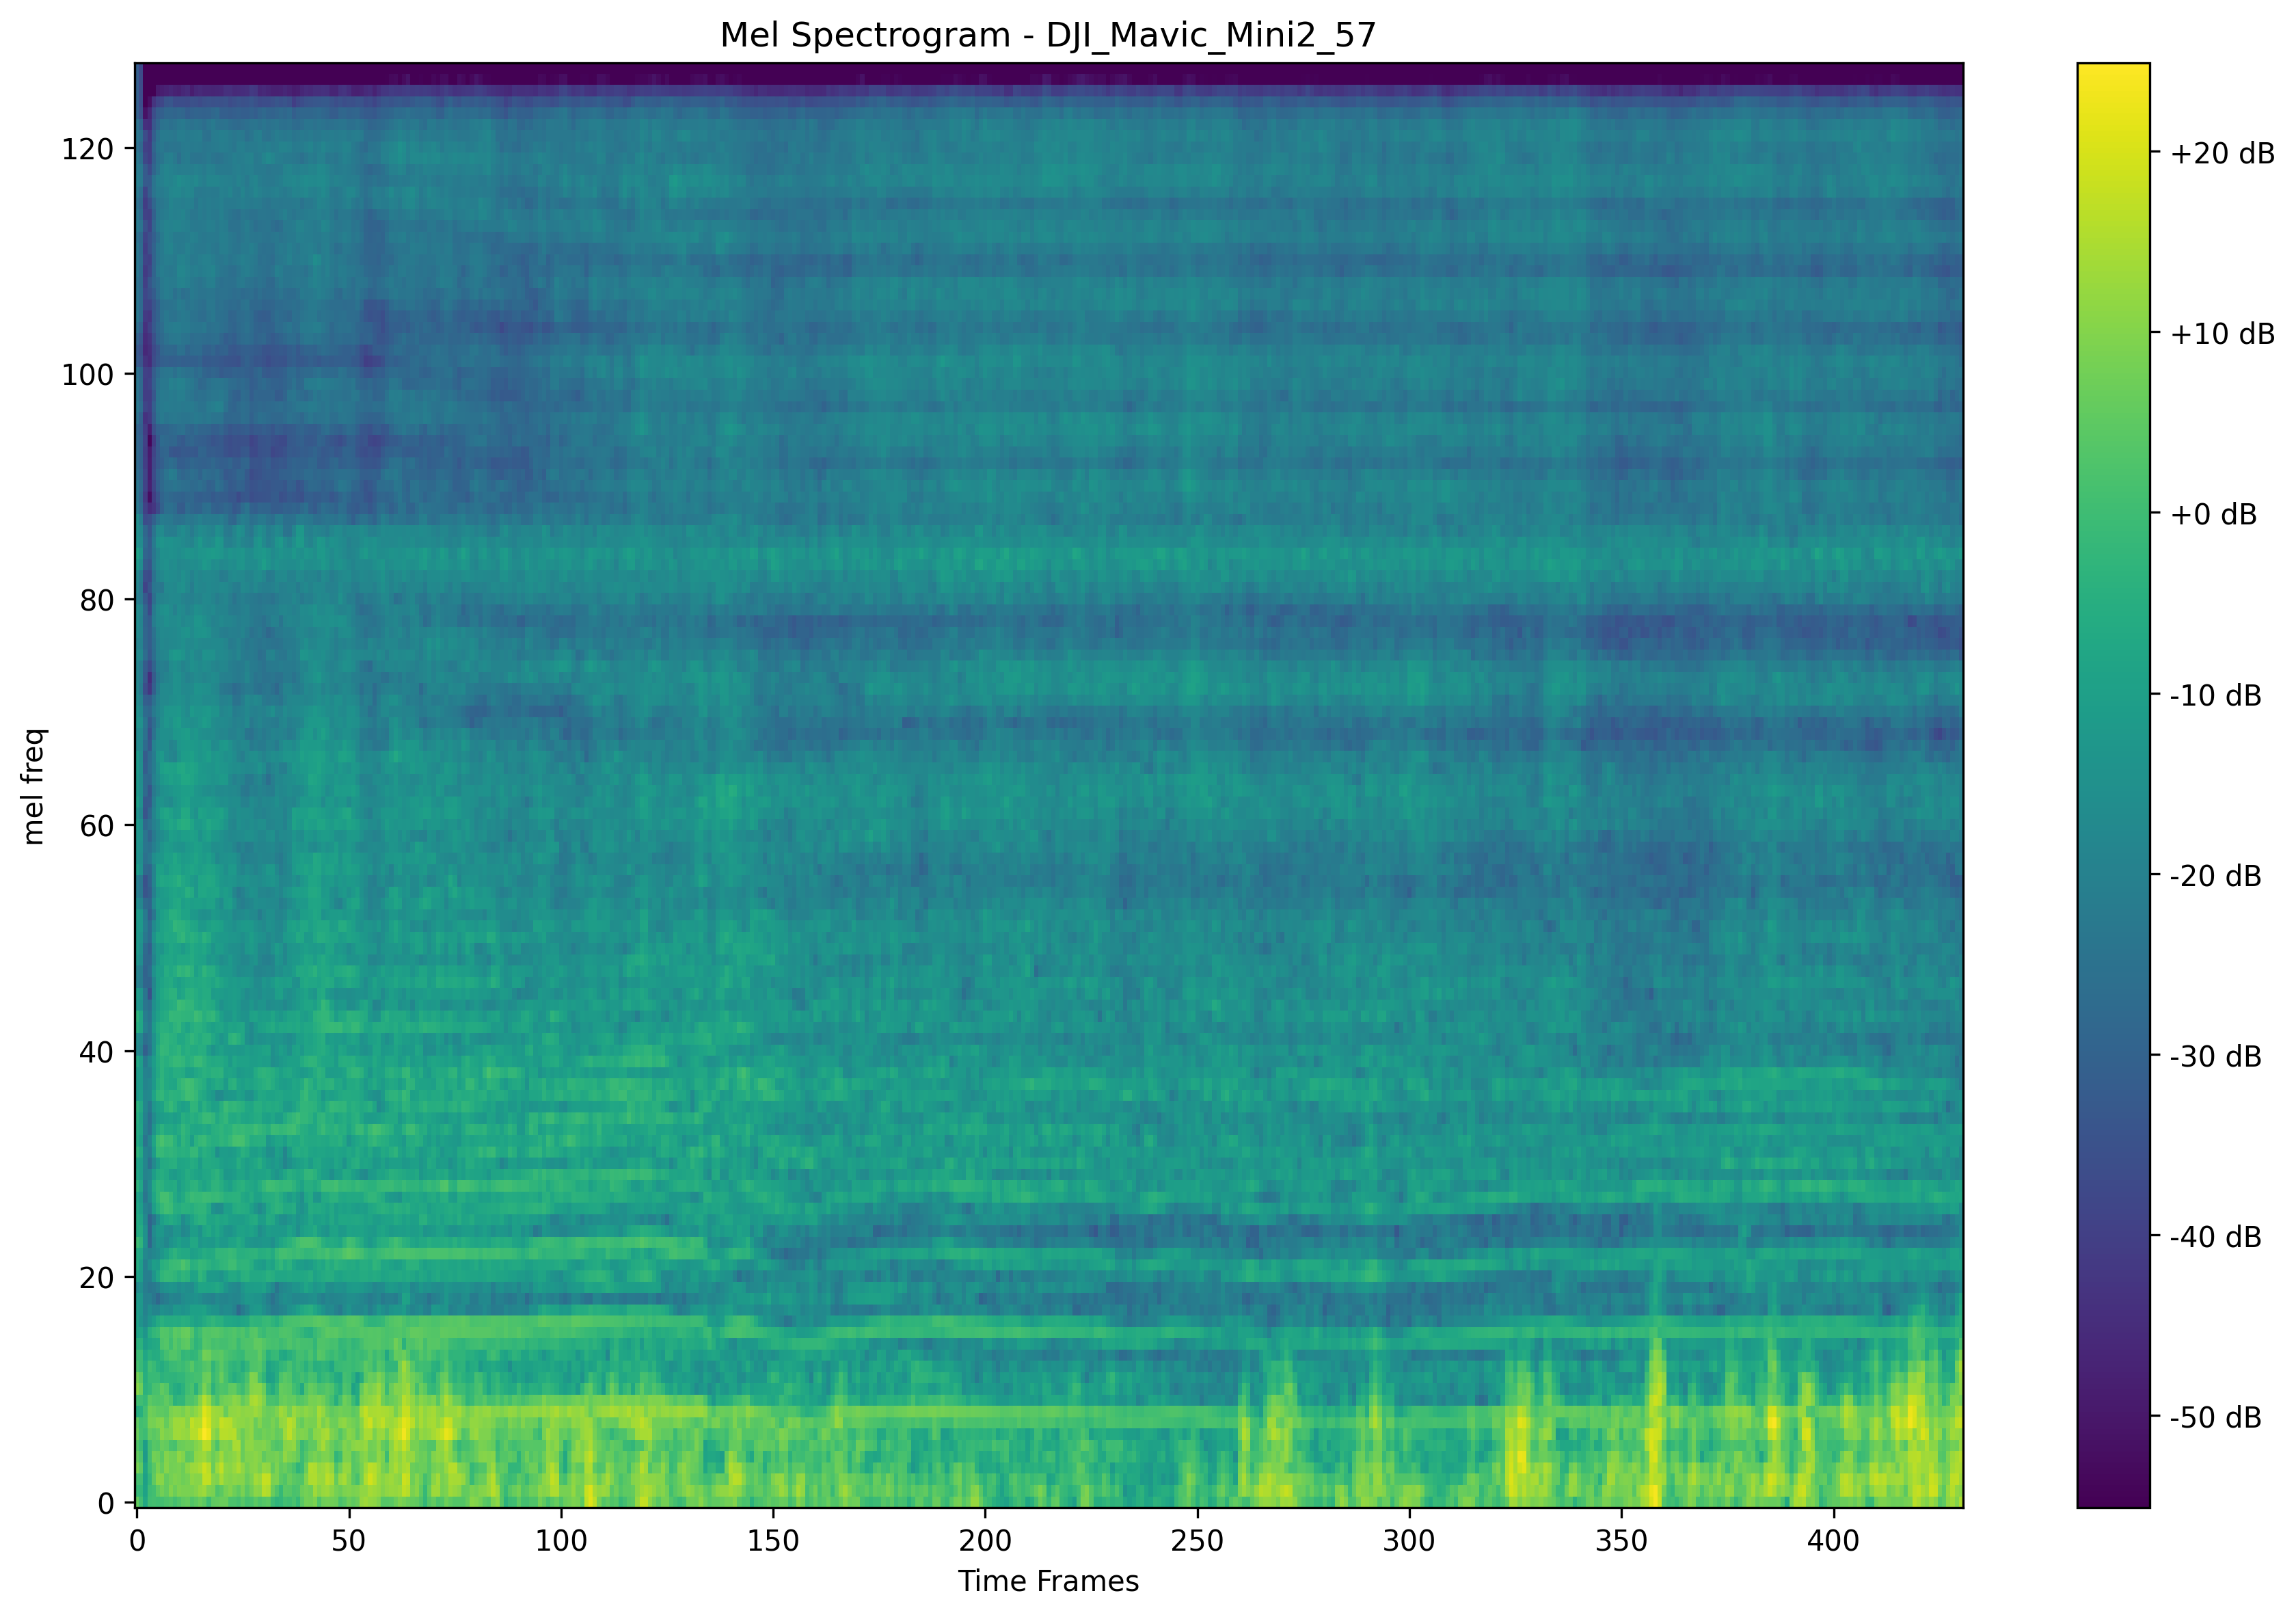 Mel Spectrogram - DJI_Mavic_Mini2_57
mel freq
120
100
80
60
40
20
0
0 50 100 150 200 250 300 350 400
Time Frames
+20 dB
+10 dB
+0 dB
-10 dB
-20 dB
-30 dB
-40 dB
-50 dB